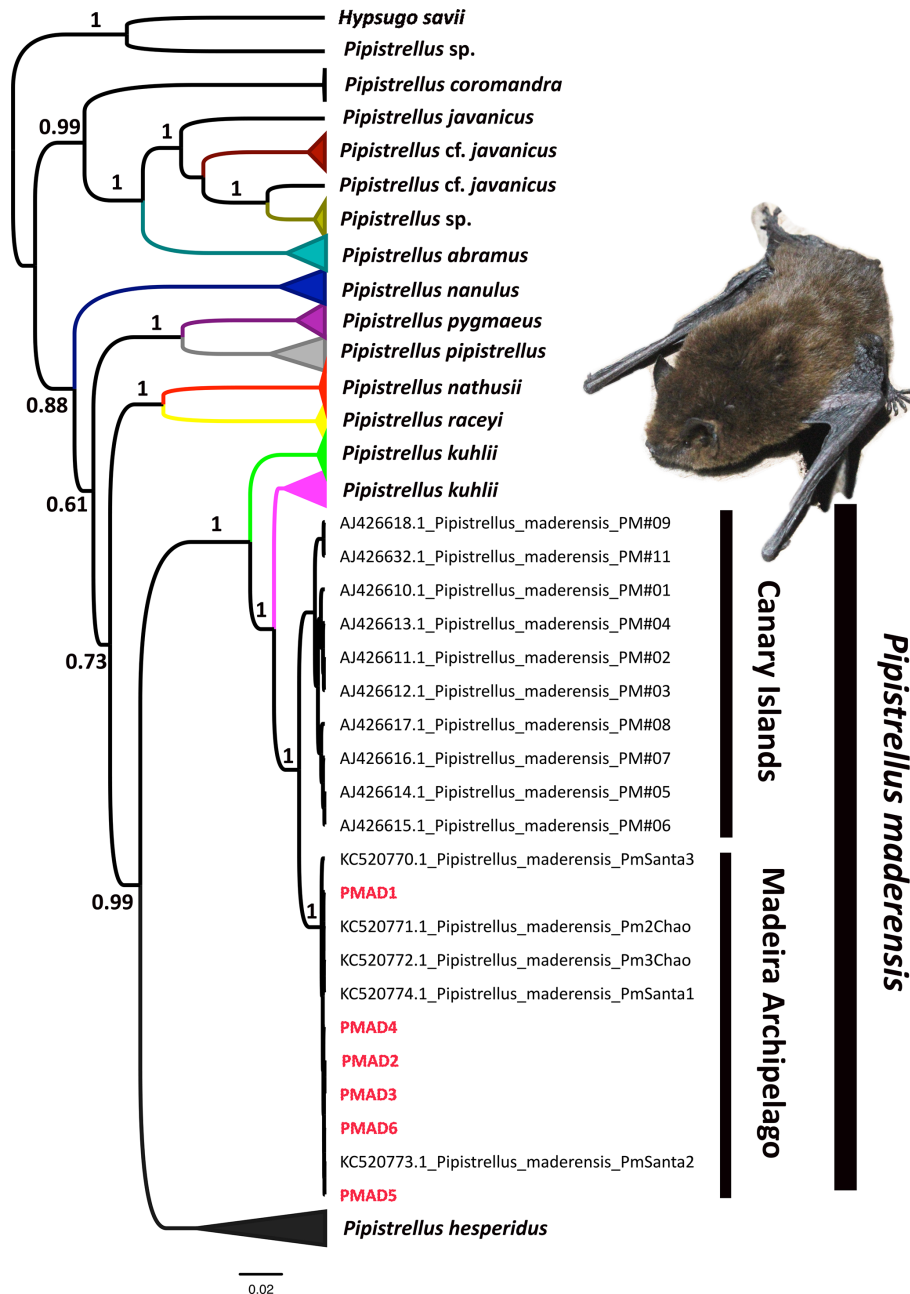 1
Hypsugo savii
Pipistrellus sp.
Pipistrellus coromandra
0.99
Pipistrellus javanicus
1
Pipistrellus cf. javanicus
1
1
Pipistrellus cf. javanicus
Pipistrellus sp.
Pipistrellus abramus
Pipistrellus nanulus
Pipistrellus pygmaeus
1
Pipistrellus pipistrellus
1
Pipistrellus nathusii
0.88
Pipistrellus raceyi
Pipistrellus kuhlii
Pipistrellus kuhlii
0.61
1
AJ426618.1_Pipistrellus_maderensis_PM#09
AJ426632.1_Pipistrellus_maderensis_PM#11
AJ426610.1_Pipistrellus_maderensis_PM#01
1
AJ426613.1_Pipistrellus_maderensis_PM#04
0.73
AJ426611.1_Pipistrellus_maderensis_PM#02
AJ426612.1_Pipistrellus_maderensis_PM#03
AJ426617.1_Pipistrellus_maderensis_PM#08
1
AJ426616.1_Pipistrellus_maderensis_PM#07
AJ426614.1_Pipistrellus_maderensis_PM#05
AJ426615.1_Pipistrellus_maderensis_PM#06
Canary Islands
KC520770.1_Pipistrellus_maderensis_PmSanta3
PMAD1
0.99
1
KC520771.1_Pipistrellus_maderensis_Pm2Chao
KC520772.1_Pipistrellus_maderensis_Pm3Chao
KC520774.1_Pipistrellus_maderensis_PmSanta1
PMAD4
PMAD2
PMAD3
PMAD6
KC520773.1_Pipistrellus_maderensis_PmSanta2
PMAD5
Madeira Archipelago
Pipistrellus maderensis
Pipistrellus hesperidus
0.02